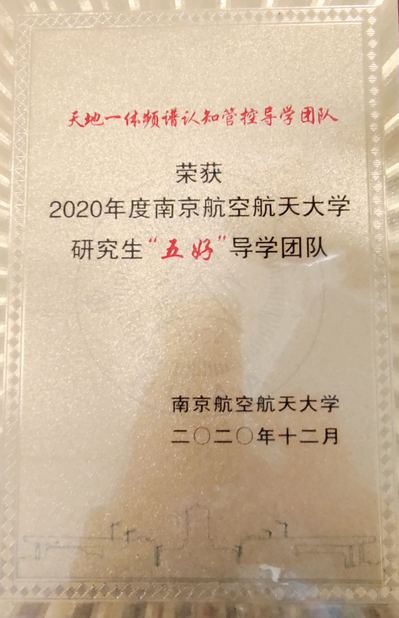 天地一体频谱认知管控导学团队
荣获
2020年度南京航空航天大学
研究生“五好”导学团队
南京航空航天大学
二〇二〇年十二月